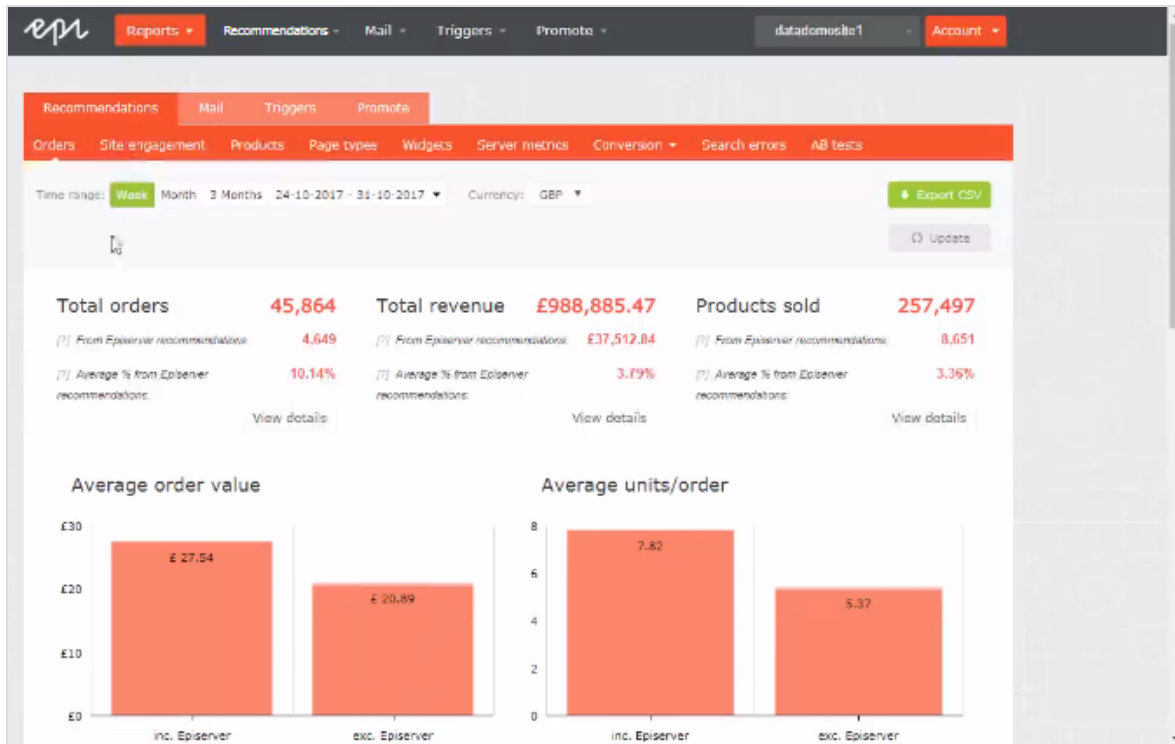 epi Reports Recommendations Mail Triggers Promote datademosite1 Account
Recommendations Mail Triggers Promote
Orders Site engagement Products Page types Widgets Server metrics Conversion Search errors AB tests
Time range: Week Month 3 Months 24-10-2017 - 31-10-2017 Currency: GBP Export CSV
Update
Total orders 45,864 Total revenue £988,885.47 Products sold 257,497
[?] From Episerver recommendations: 4,649 [?] From Episerver recommendations: £37,512.84 [?] From Episerver recommendations: 8,651
[?] Average % from Episerver 10.14% [?] Average % from Episerver 3.79% [?] Average % from Episerver 3.36%
recommendations: recommendations: recommendations:
View details View details View details
Average order value Average units/order
£30 8
£ 27.54 7.82
6
£20 £ 20.89 5.37
4
£10
2
£0 0
inc. Episerver exc. Episerver inc. Episerver exc. Episerver